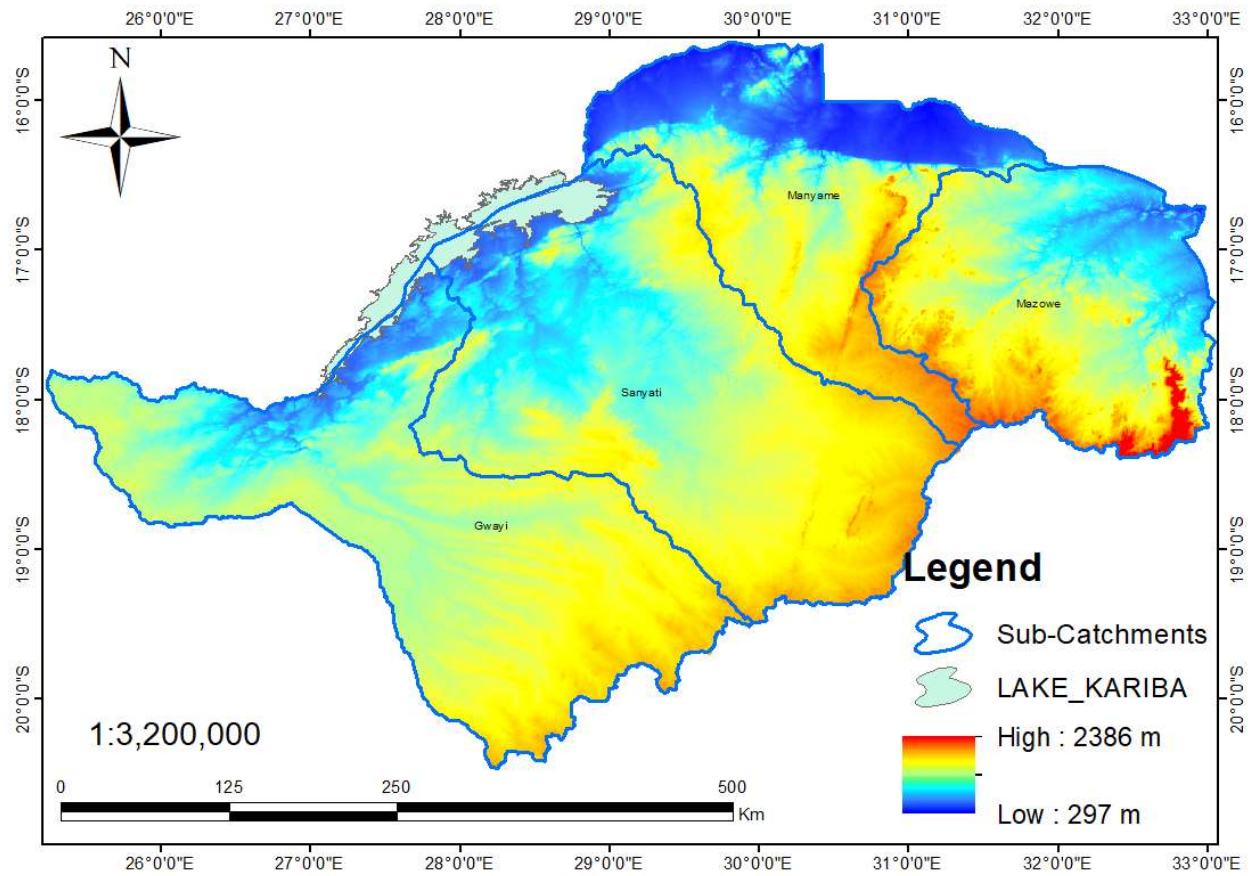 26°0'0"E 27°0'0"E 28°0'0"E 29°0'0"E 30°0'0"E 31°0'0"E 32°0'0"E 33°0'0"E
N
16°0'0"S 16°0'0"S
Manyame
17°0'0"S 17°0'0"S
Mazowe
Sanyati
18°0'0"S 18°0'0"S
Gwayi
19°0'0"S 19°0'0"S
Legend
Sub-Catchments
LAKE_KARIBA
20°0'0"S 20°0'0"S
High : 2386 m
Low : 297 m
1:3,200,000
0 125 250 500
Km
26°0'0"E 27°0'0"E 28°0'0"E 29°0'0"E 30°0'0"E 31°0'0"E 32°0'0"E 33°0'0"E